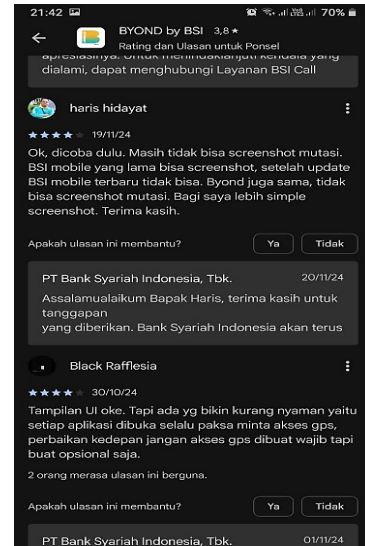 21:42 70%
BYOND by BSI 3,8★
Rating dan Ulasan untuk Ponsel
apresiasinya. Untuk menindaklanjuti kendala yang
dialami, dapat menghubungi Layanan BSI Call
haris hidayat
19/11/24
Ok, dicoba dulu. Masih tidak bisa screenshot mutasi.
BSI mobile yang lama bisa screenshot, setelah update
BSI mobile terbaru tidak bisa. Byond juga sama, tidak
bisa screenshot mutasi. Bagi saya lebih simple
screenshot. Terima kasih.
Apakah ulasan ini membantu? Ya Tidak
PT Bank Syariah Indonesia, Tbk. 20/11/24
Assalamualaikum Bapak Haris, terima kasih untuk
tanggapan
yang diberikan. Bank Syariah Indonesia akan terus
Black Rafflesia
30/10/24
Tampilan UI oke. Tapi ada yg bikin kurang nyaman yaitu
setiap aplikasi dibuka selalu paksa minta akses gps,
perbaikan kedepan jangan akses gps dibuat wajib tapi
buat opsional saja.
2 orang merasa ulasan ini berguna.
Apakah ulasan ini membantu? Ya Tidak
PT Bank Syariah Indonesia, Tbk. 01/11/24